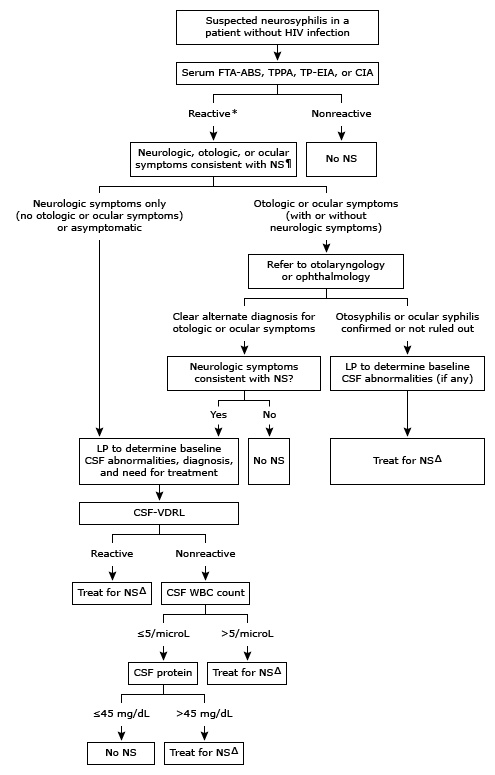 Suspected neurosyphilis in a
patient without HIV infection
Serum FTA-ABS, TPPA, TP-EIA, or CIA
Reactive*
Nonreactive
Neurologic, otologic, or ocular
symptoms consistent with NS¶
No NS
Neurologic symptoms only
(no otologic or ocular symptoms)
or asymptomatic
Otologic or ocular symptoms
(with or without
neurologic symptoms)
Refer to otolaryngology
or ophthalmology
Clear alternate diagnosis for
otologic or ocular symptoms
Otosyphilis or ocular syphilis
confirmed or not ruled out
Neurologic symptoms
consistent with NS?
LP to determine baseline
CSF abnormalities (if any)
Yes
No
LP to determine baseline
CSF abnormalities, diagnosis,
and need for treatment
No NS
Treat for NSΔ
CSF-VDRL
Reactive
Nonreactive
Treat for NSΔ
CSF WBC count
≤5/microL
>5/microL
CSF protein
Treat for NSΔ
≤45 mg/dL
>45 mg/dL
No NS
Treat for NSΔ